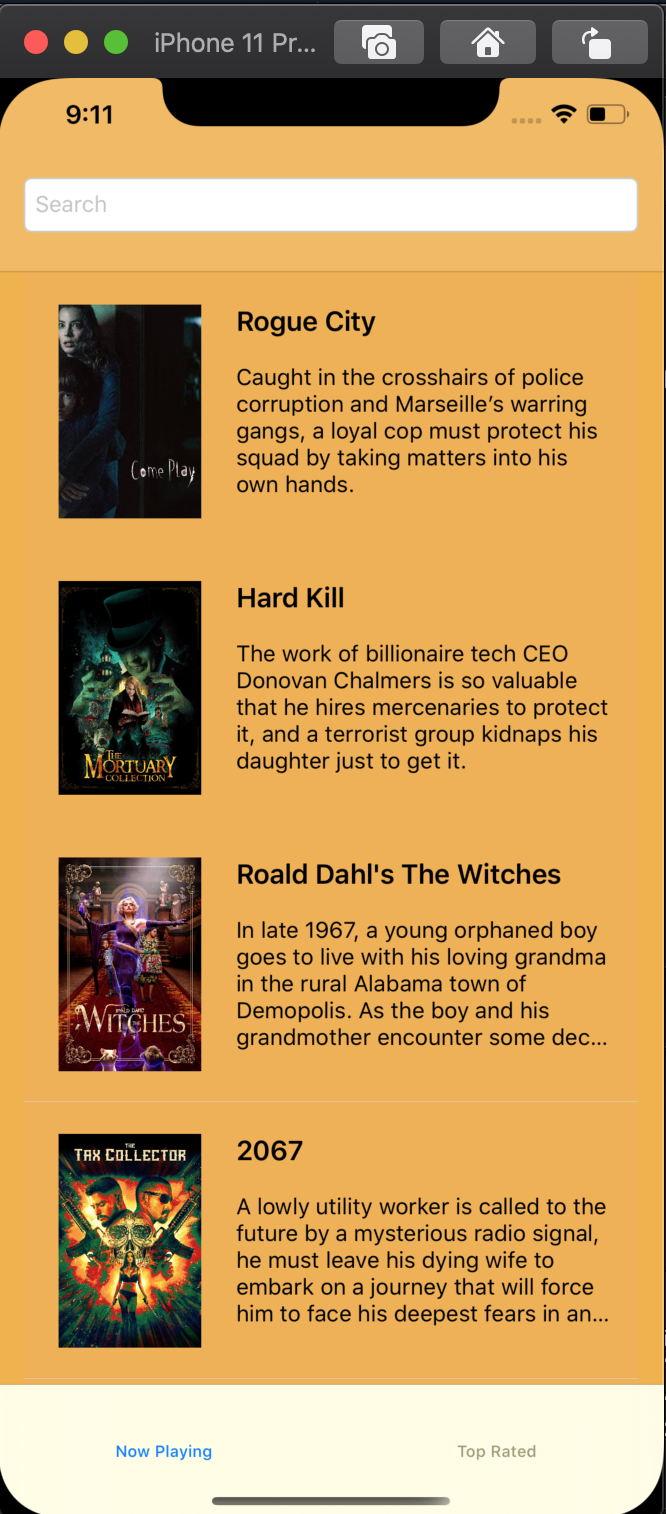 iPhone 11 Pr...
9:11
Search
Rogue City
Caught in the crosshairs of police
corruption and Marseille’s warring
gangs, a loyal cop must protect his
squad by taking matters into his
own hands.
Come Play
Hard Kill
The work of billionaire tech CEO
Donovan Chalmers is so valuable
that he hires mercenaries to protect
it, and a terrorist group kidnaps his
daughter just to get it.
THE
MORTUARY
COLLECTION
Roald Dahl's The Witches
In late 1967, a young orphaned boy
goes to live with his loving grandma
in the rural Alabama town of
Demopolis. As the boy and his
grandmother encounter some dec...
ROALD DAHL'S
WITCHES
2067
A lowly utility worker is called to the
future by a mysterious radio signal,
he must leave his dying wife to
embark on a journey that will force
him to face his deepest fears in an...
THE
TAX COLLECTOR
Now Playing
Top Rated